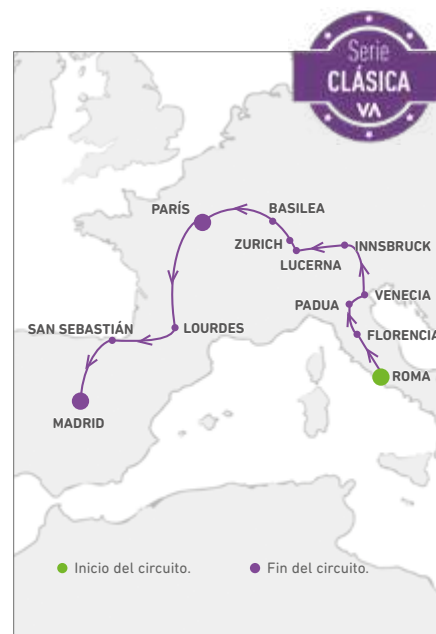 Serie
CLÁSICA
VA
PARÍS
BASILEA
ZURICH
INNSBRUCK
LUCERNA
VENECIA
PADUA
SAN SEBASTIÁN
LOURDES
FLORENCIA
ROMA
MADRID
Inicio del circuito.
Fin del circuito.